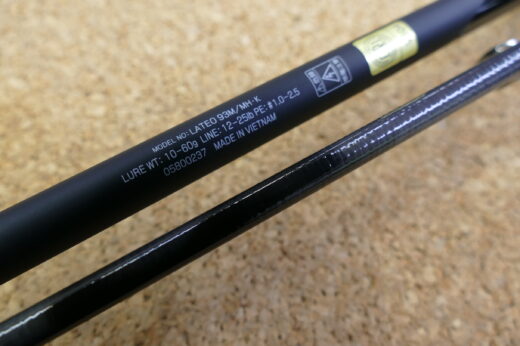 MODEL NO: LATEO 93M/MH·K
LURE WT: 10-60g LINE: 12-25lb PE: #1.0-2.5
05800237 MADE IN VIETNAM